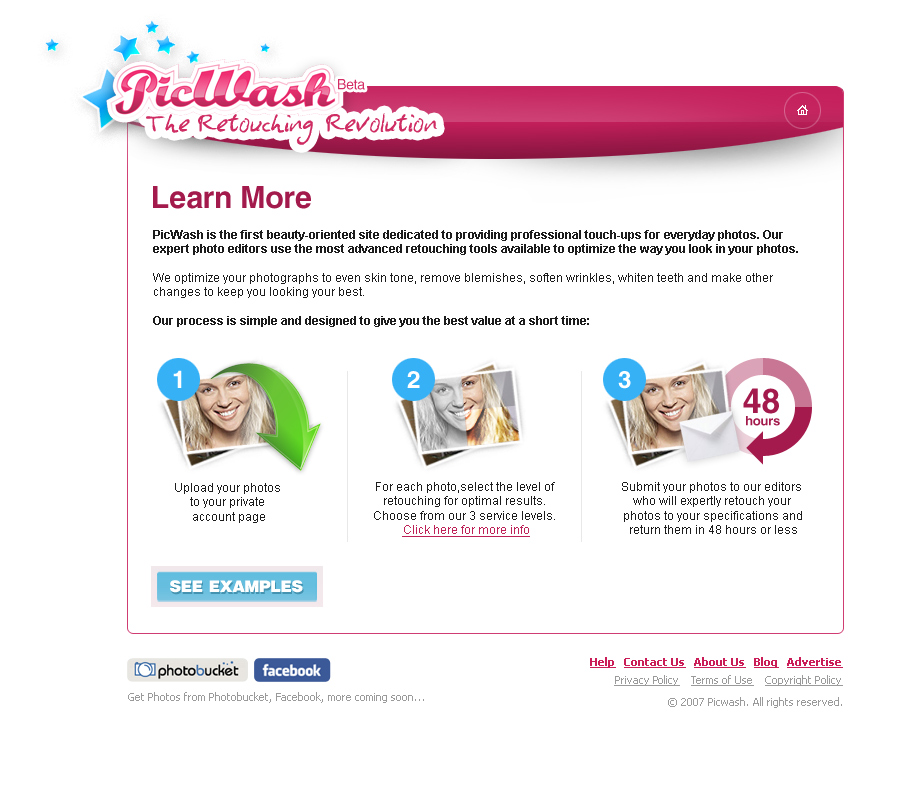 PicWash Beta
The Retouching Revolution
Learn More
PicWash is the first beauty-oriented site dedicated to providing professional touch-ups for everyday photos. Our
expert photo editors use the most advanced retouching tools available to optimize the way you look in your photos.
We optimize your photographs to even skin tone, remove blemishes, soften wrinkles, whiten teeth and make other
changes to keep you looking your best.
Our process is simple and designed to give you the best value at a short time:
1
Upload your photos
to your private
account page
2
For each photo,select the level of
retouching for optimal results.
Choose from our 3 service levels.
Click here for more info
3
48
hours
Submit your photos to our editors
who will expertly retouch your
photos to your specifications and
return them in 48 hours or less
SEE EXAMPLES
photobucket facebook
Get Photos from Photobucket, Facebook, more coming soon...
Help Contact Us About Us Blog Advertise
Privacy Policy Terms of Use Copyright Policy
© 2007 Picwash. All rights reserved.